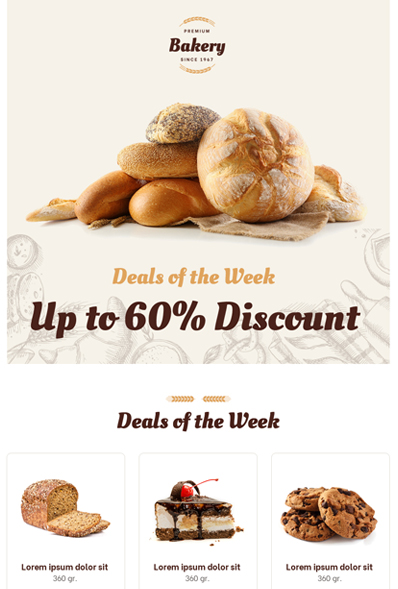 PREMIUM
Bakery
SINCE 1967
Deals of the Week
Up to 60% Discount
Deals of the Week
Lorem ipsum dolor sit
360 gr.
Lorem ipsum dolor sit
360 gr.
Lorem ipsum dolor sit
360 gr.